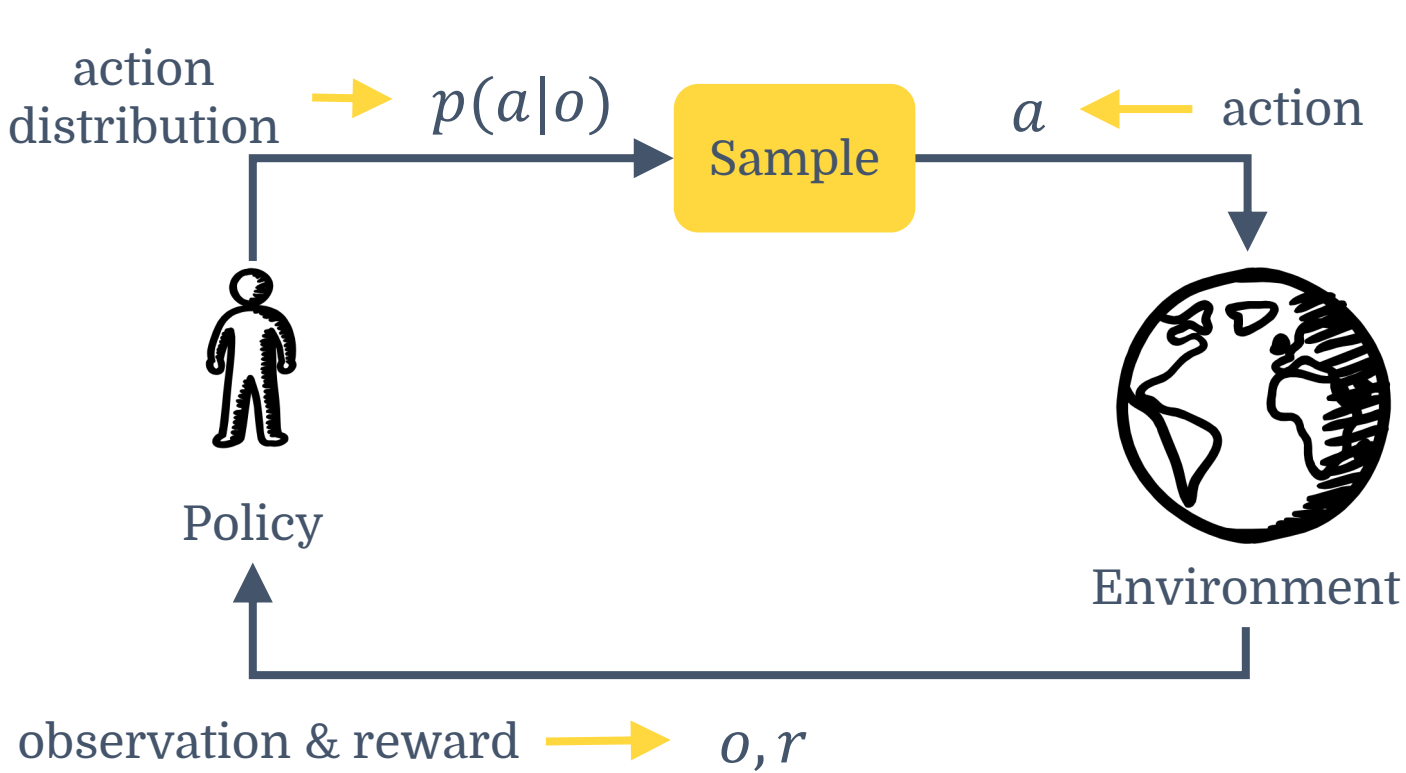 action
distribution
p(a|o)
Sample
a
action
Policy
Environment
observation & reward
o, r